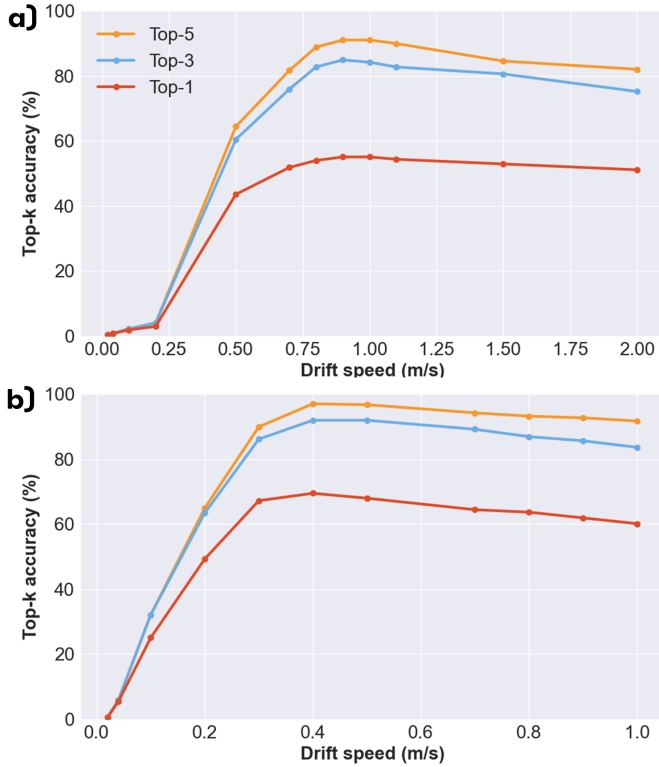 a)
100
80
60
40
20
0
Top-k accuracy (%)
Top-5
Top-3
Top-1
0.00 0.25 0.50 0.75 1.00 1.25 1.50 1.75 2.00
Drift speed (m/s)
b)
100
80
60
40
20
0
Top-k accuracy (%)
0.0 0.2 0.4 0.6 0.8 1.0
Drift speed (m/s)